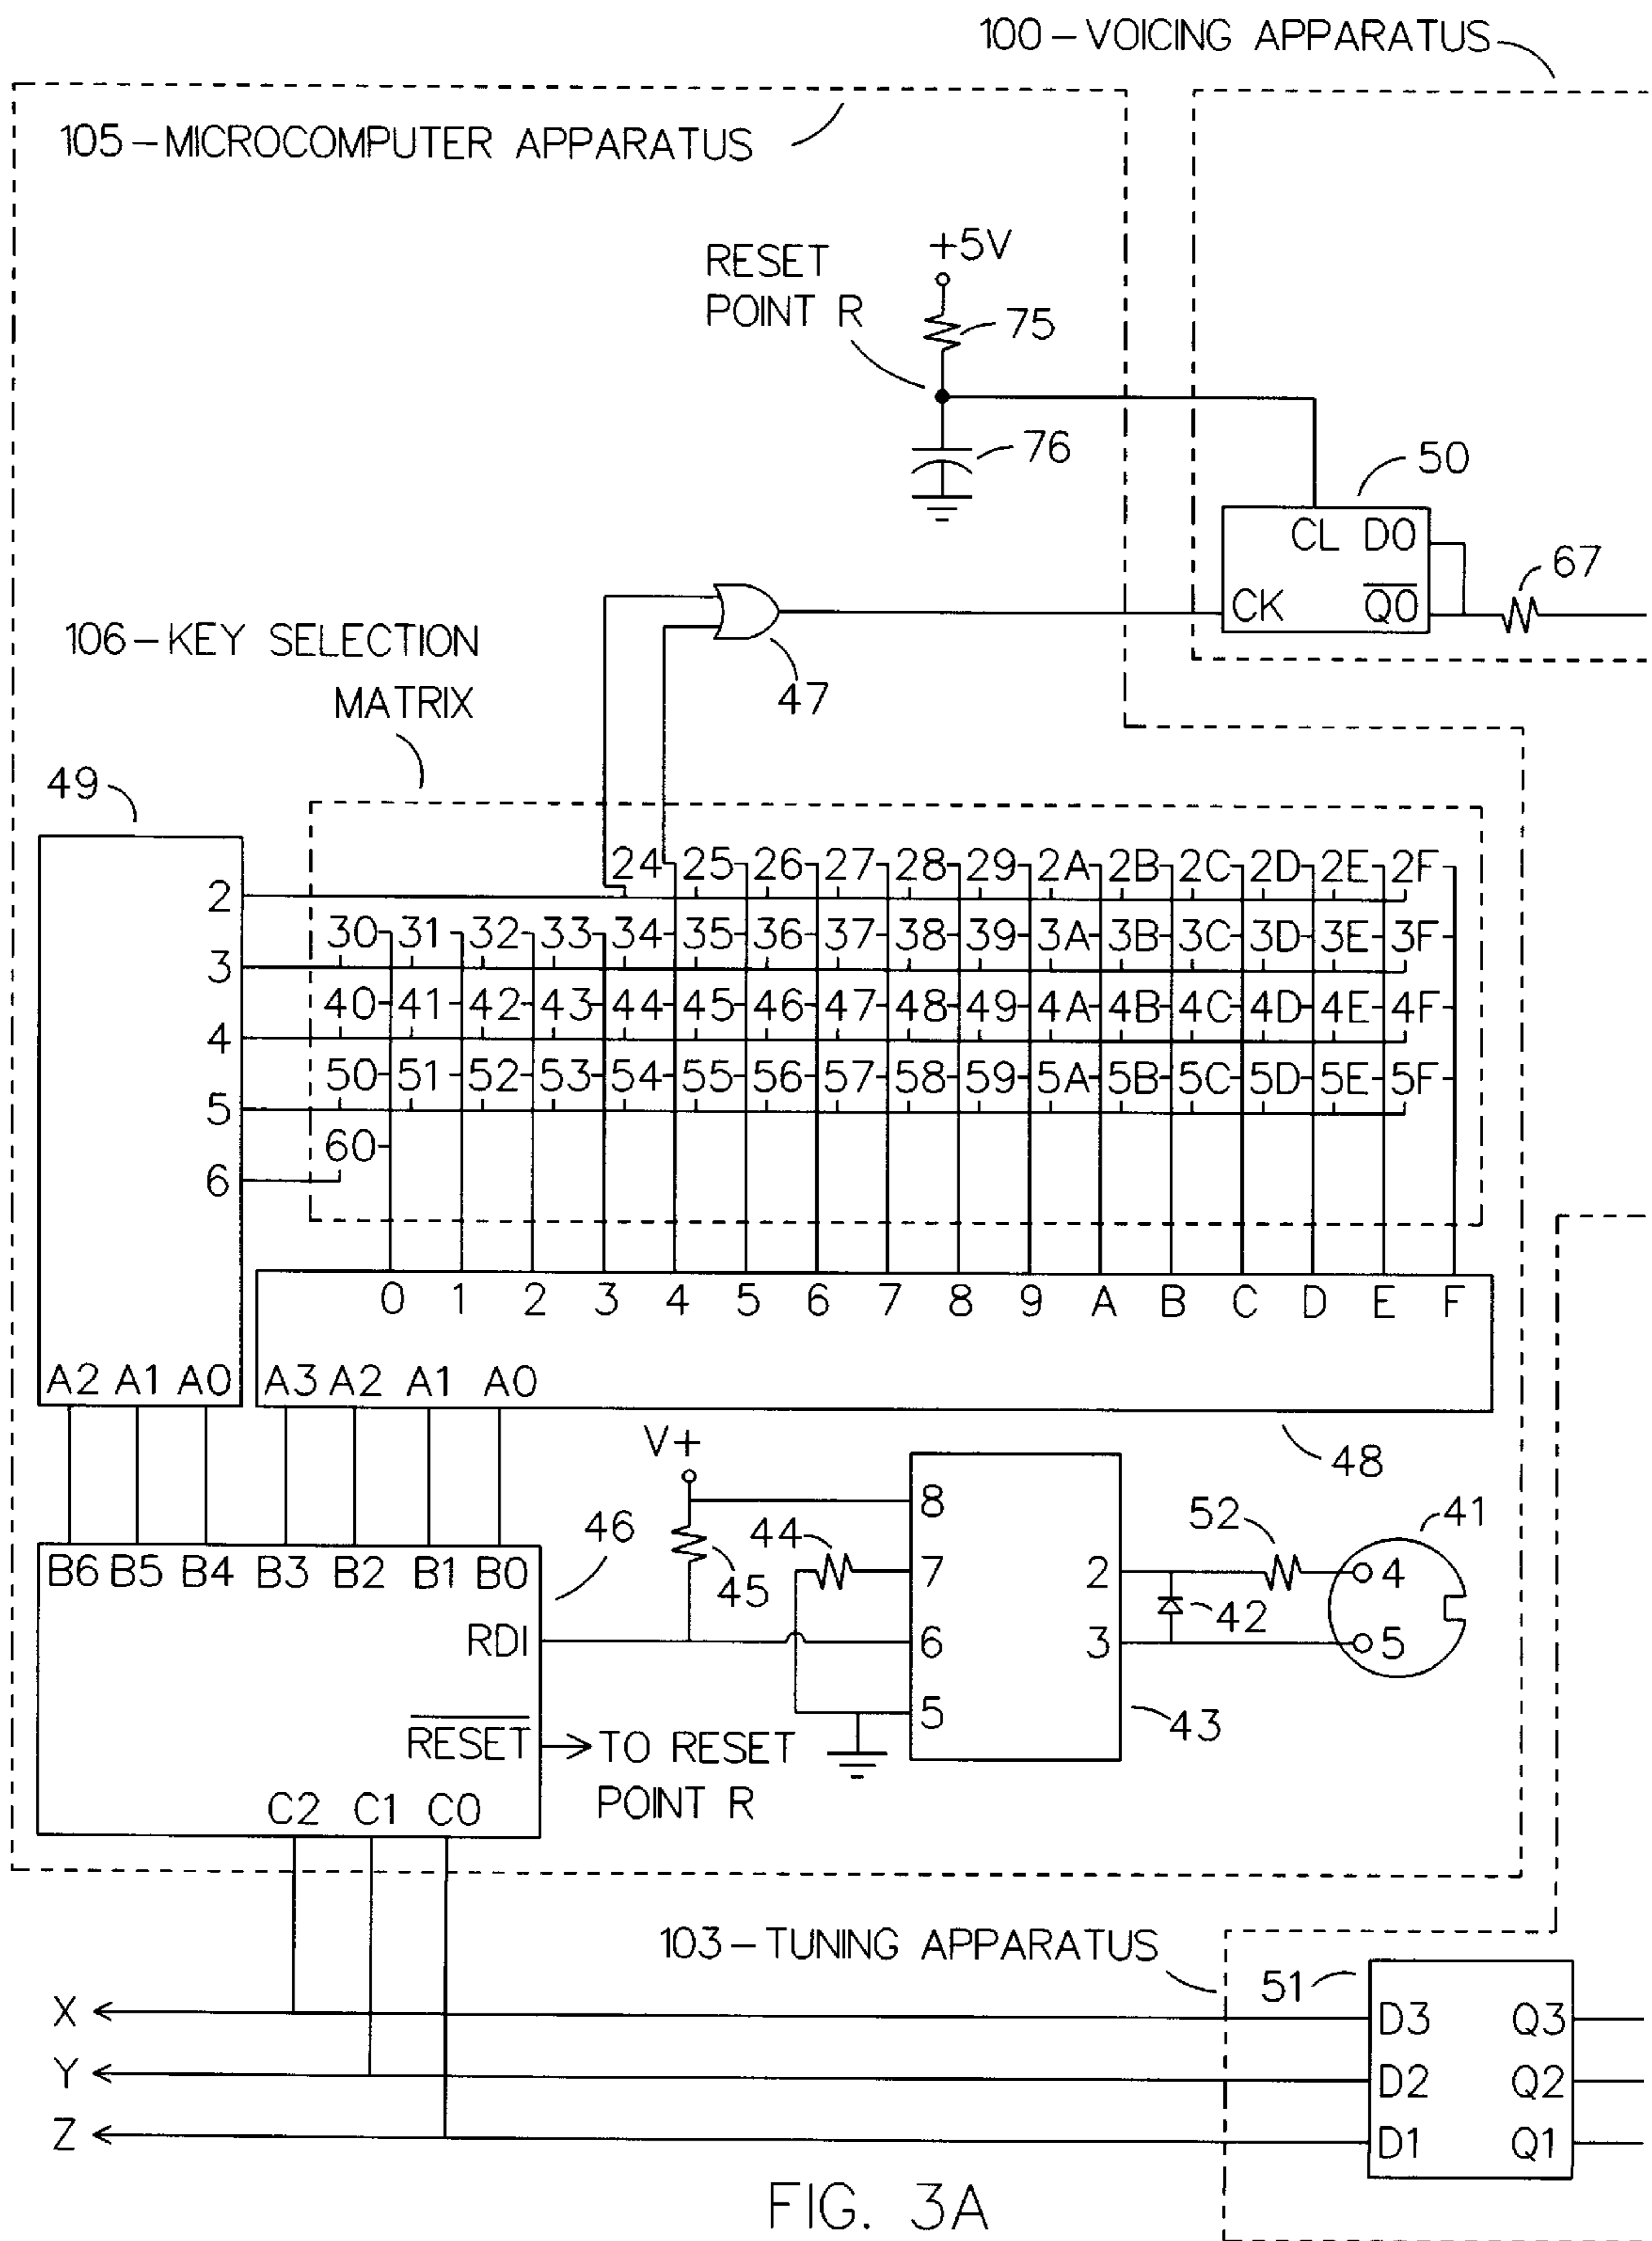 100-VOICING APPARATUS
105-MICROCOMPUTER APPARATUS
RESET
POINT R
+5V
75
76
50
CL D0
CK Q0
67
47
106-KEY SELECTION
MATRIX
49
24 25 26 27 28 29 2A 2B 2C 2D 2E 2F
2
30 31 32 33 34 35 36 37 38 39 3A 3B 3C 3D 3E 3F
3
40 41 42 43 44 45 46 47 48 49 4A 4B 4C 4D 4E 4F
4
50 51 52 53 54 55 56 57 58 59 5A 5B 5C 5D 5E 5F
5
60
6
0 1 2 3 4 5 6 7 8 9 A B C D E F
A2 A1 A0 A3 A2 A1 A0
48
V+
46
B6 B5 B4 B3 B2 B1 B0
45
44
8
7
6
5
2
3
43
52
42
41
4
5
RDI
RESET
TO RESET
POINT R
C2 C1 C0
103-TUNING APPARATUS
51
X
D3 Q3
Y
D2 Q2
Z
D1 Q1
FIG. 3A